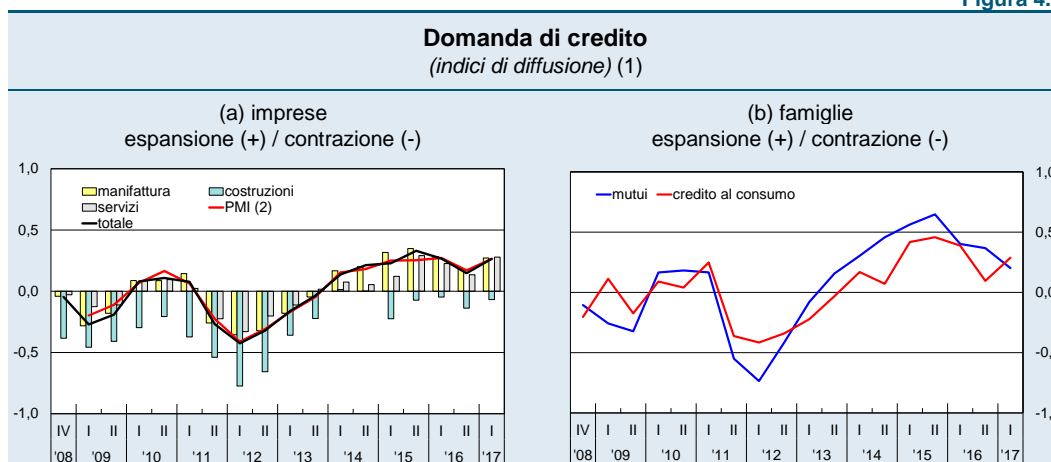 Figura 4.
Domanda di credito
(indici di diffusione) (1)
(a) imprese
espansione (+) / contrazione (-)
1,0
0,5
0,0
-0,5
-1,0
manifattura costruzioni
servizi PMI (2)
totale
IV I II I II I II I II I II I II I II I II I
'08 '09 '10 '11 '12 '13 '14 '15 '16 '17
(b) famiglie
espansione (+) / contrazione (-)
mutui credito al consumo
1,0
0,5
0,0
-0,5
-1,
IV I II I II I II I II I II I II I II I II I
'08 '09 '10 '11 '12 '13 '14 '15 '16 '17